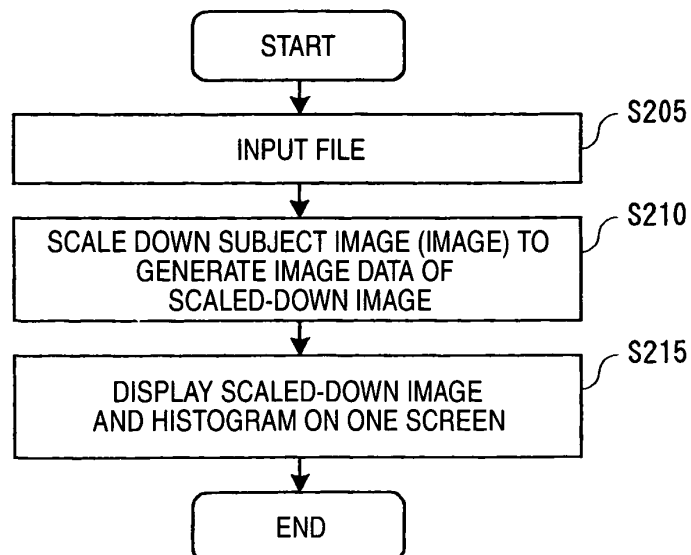 START
S205
INPUT FILE
S210
SCALE DOWN SUBJECT IMAGE (IMAGE) TO
GENERATE IMAGE DATA OF
SCALED-DOWN IMAGE
S215
DISPLAY SCALED-DOWN IMAGE
AND HISTOGRAM ON ONE SCREEN
END